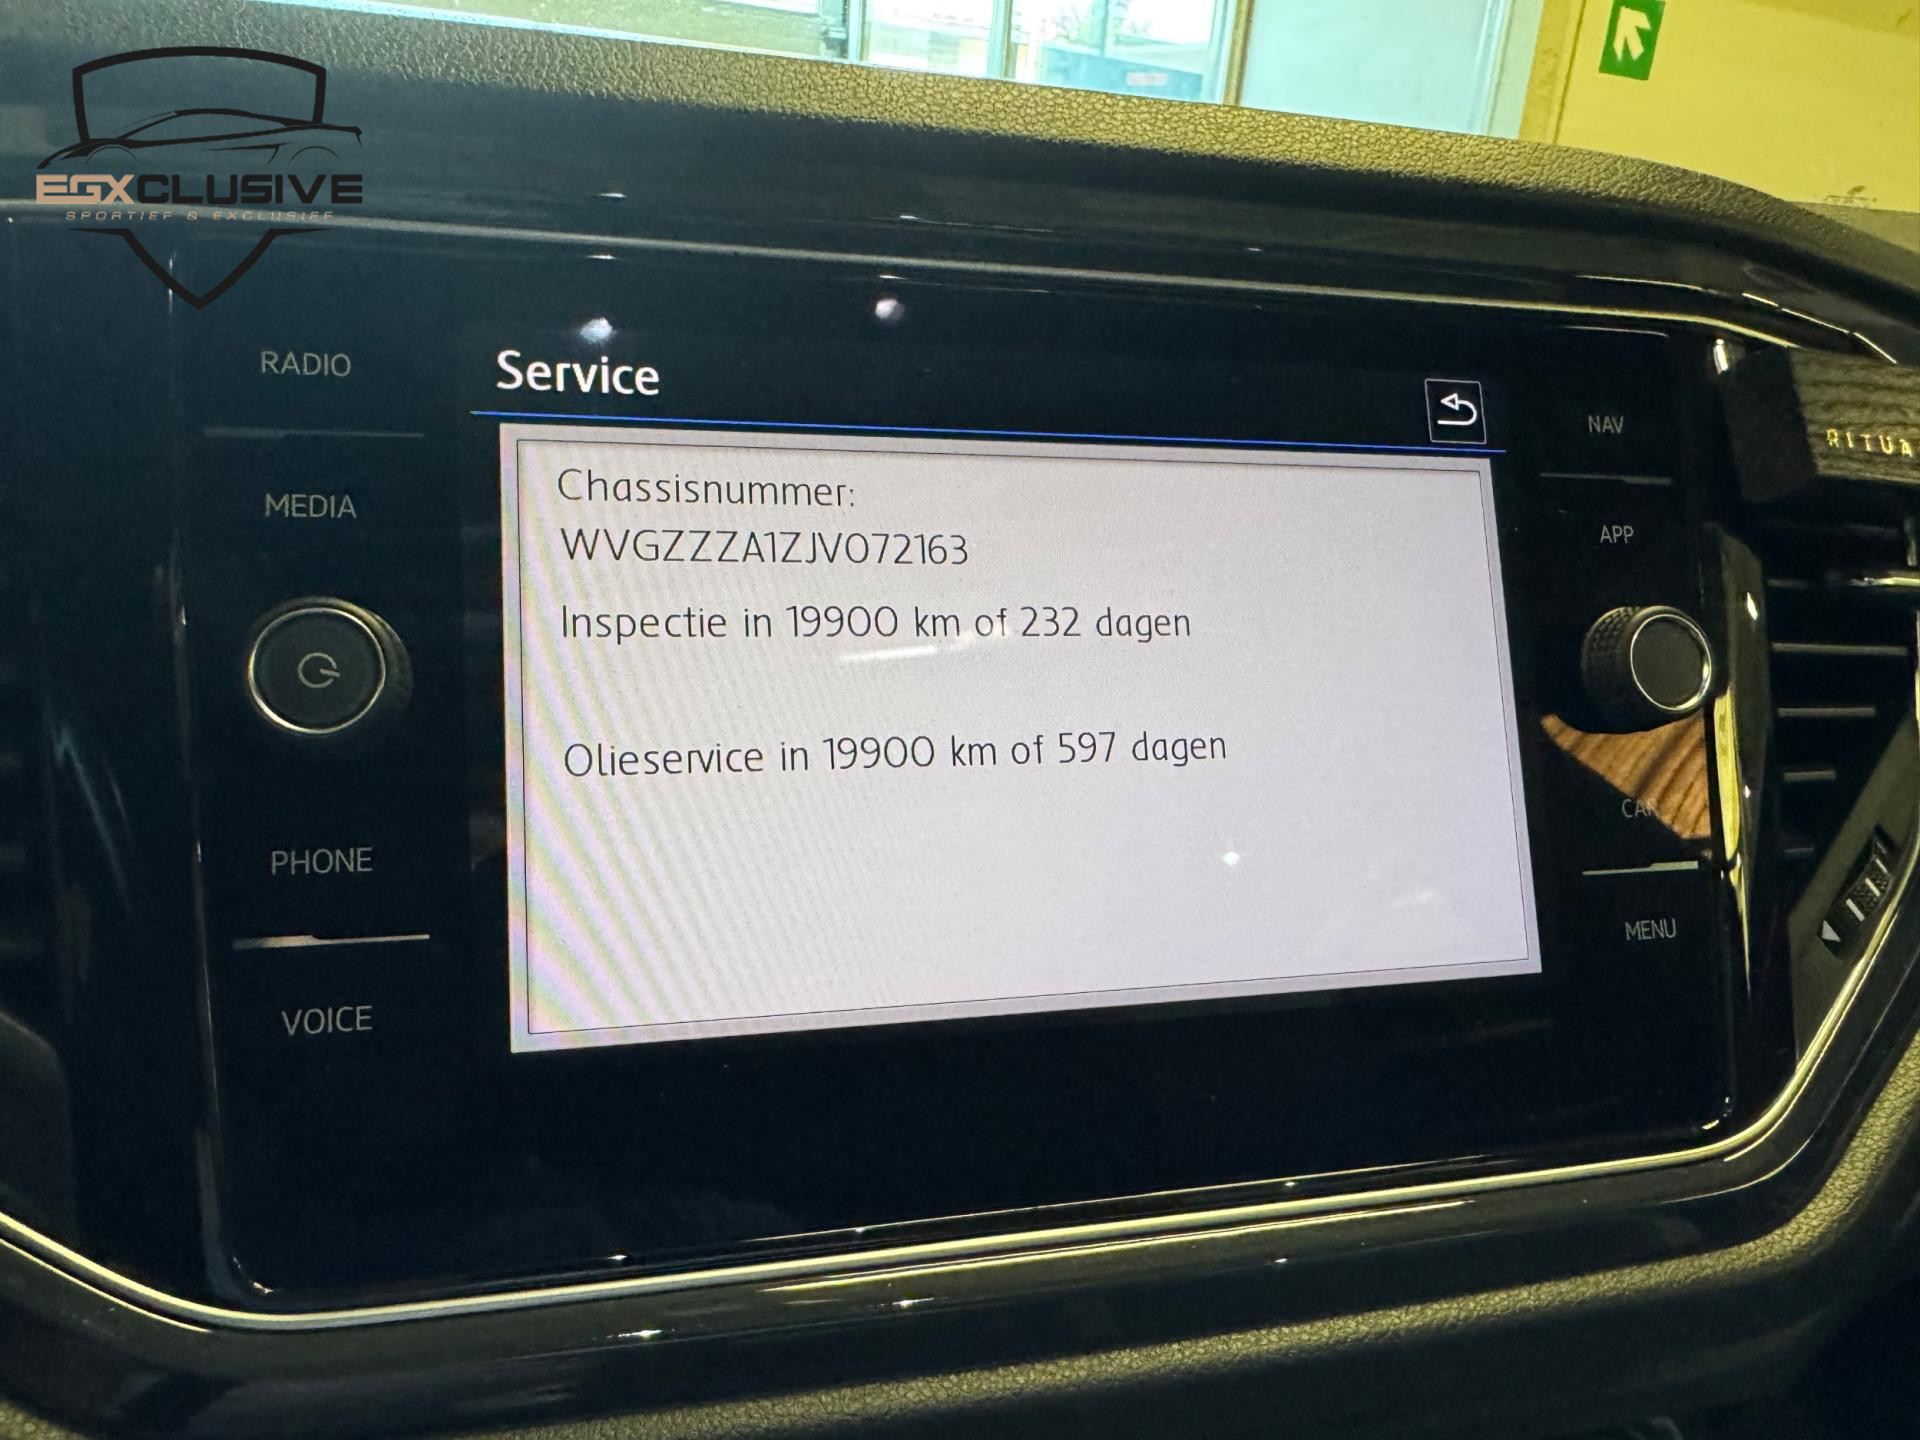 EGXCLUSIVE
SPORTIEF & EXCLUSIEF
RADIO
MEDIA
PHONE
VOICE
Service
Chassisnummer:
WVGZZZA1ZJV072163
Inspectie in 19900 km of 232 dagen
Olieservice in 19900 km of 597 dagen
NAV
APP
CAR
MENU
RITUA